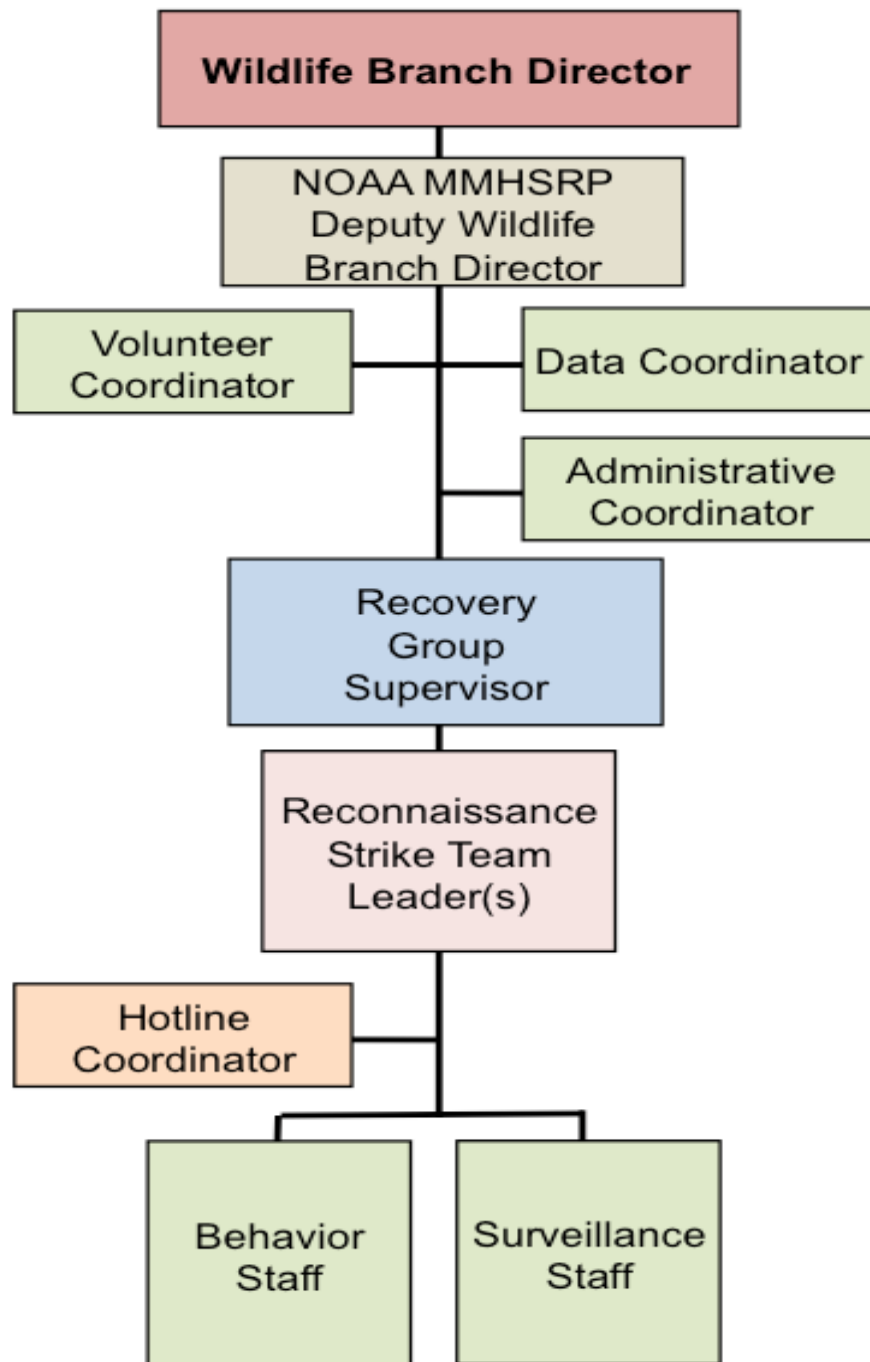 Wildlife Branch Director
NOAA MMHSRP
Deputy Wildlife
Branch Director
Volunteer
Coordinator
Data Coordinator
Administrative
Coordinator
Recovery
Group
Supervisor
Reconnaissance
Strike Team
Leader(s)
Hotline
Coordinator
Behavior
Staff
Surveillance
Staff